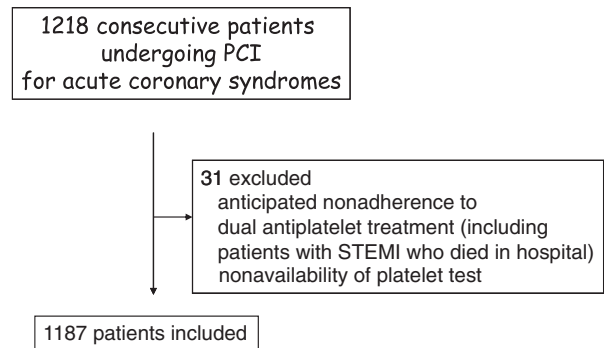 1218 consecutive patients
undergoing PCI
for acute coronary syndromes
31 excluded
anticipated nonadherence to
dual antiplatelet treatment (including
patients with STEMI who died in hospital)
nonavailability of platelet test
1187 patients included